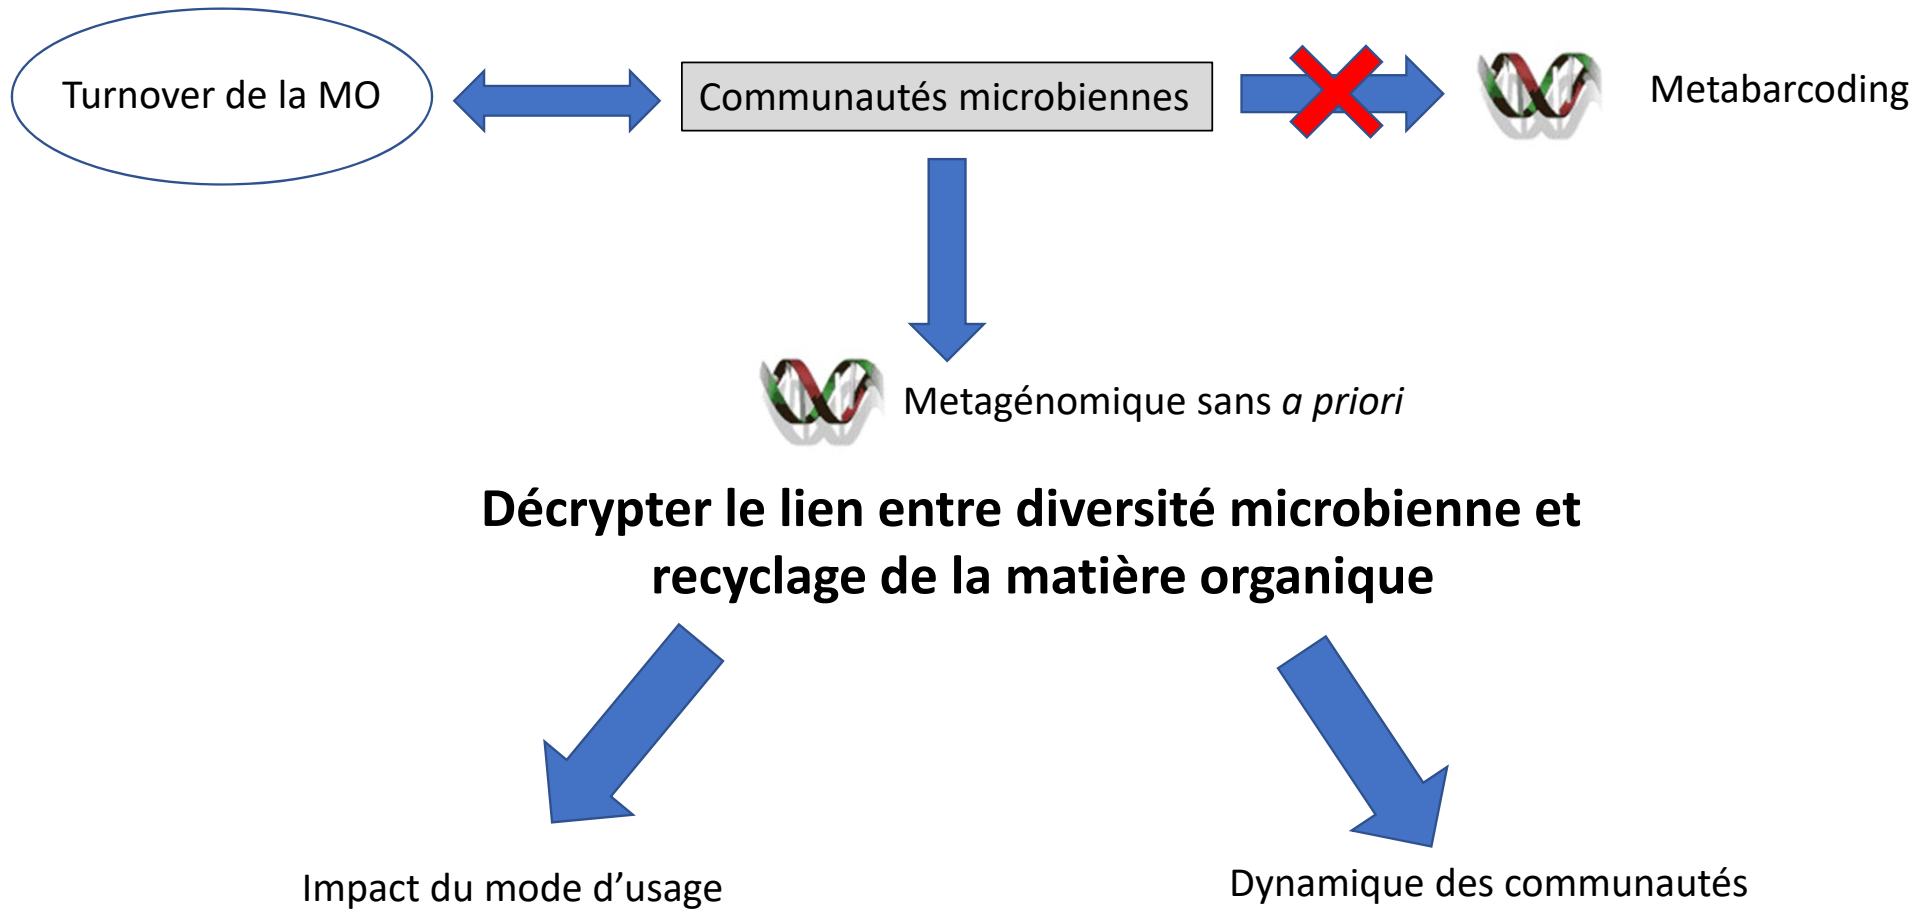 Turnover de la MO
Communautés microbiennes
Metabarcoding
Metagénomique sans a priori
Décrypter le lien entre diversité microbienne et
recyclage de la matière organique
Impact du mode d’usage
Dynamique des communautés